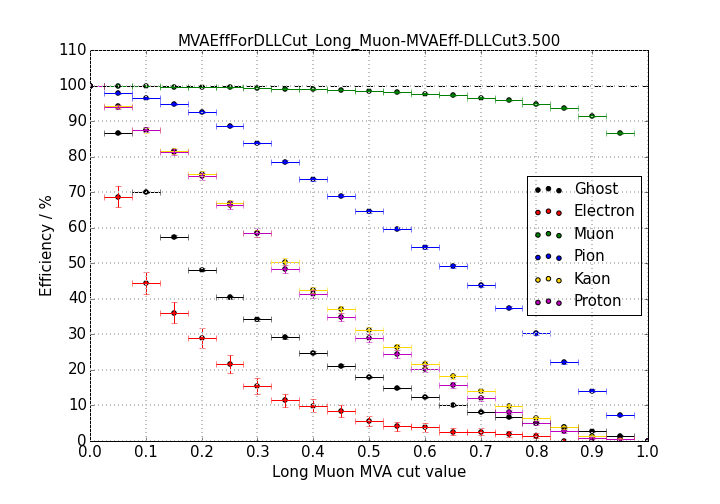 MVAEffForDLLCut_Long_Muon-MVAEff-DLLCut3.500
110
100
90
80
70
60
50
40
30
20
10
0
Efficiency / %
Ghost
Electron
Muon
Pion
Kaon
Proton
0.0 0.1 0.2 0.3 0.4 0.5 0.6 0.7 0.8 0.9 1.0
Long Muon MVA cut value